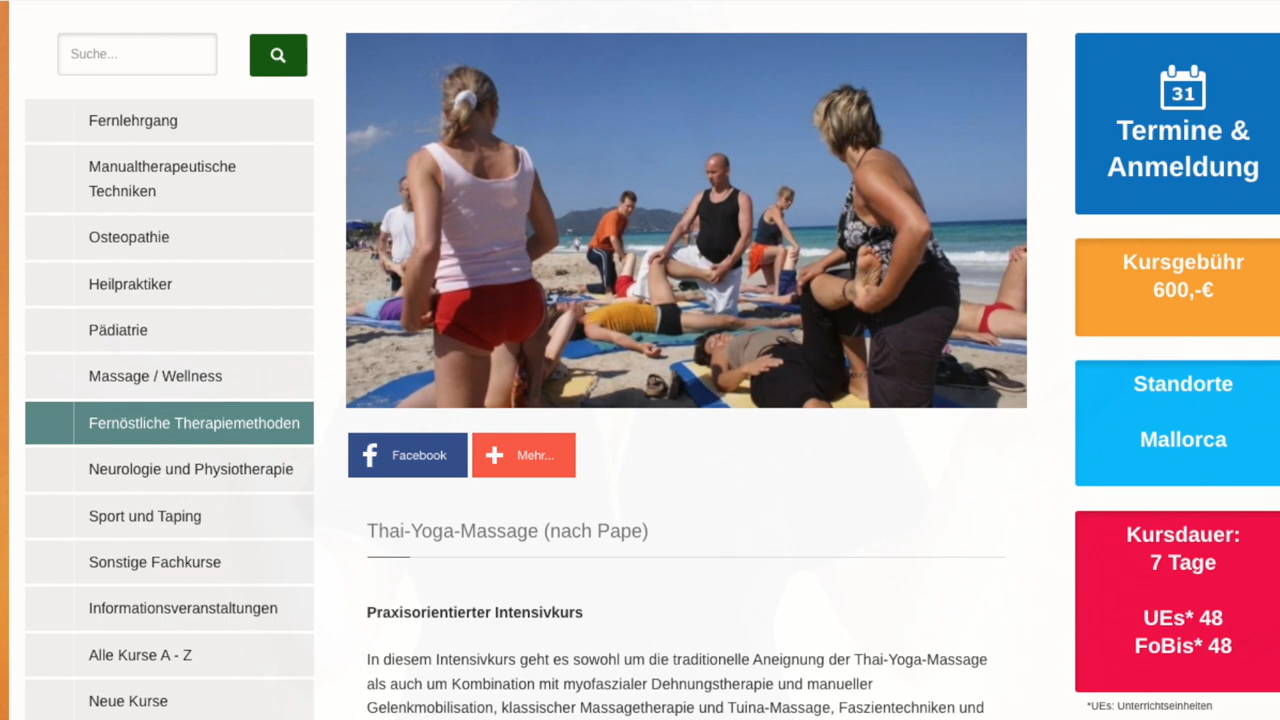 Suche...
Fernlehrgang
Manualtherapeutische
Techniken
Osteopathie
Heilpraktiker
Pädiatrie
Massage / Wellness
Fernöstliche Therapiemethoden
Neurologie und Physiotherapie
Sport und Taping
Sonstige Fachkurse
Informationsveranstaltungen
Alle Kurse A - Z
Neue Kurse
Facebook
Mehr...
Thai-Yoga-Massage (nach Pape)
Praxisorientierter Intensivkurs
In diesem Intensivkurs geht es sowohl um die traditionelle Aneignung der Thai-Yoga-Massage
als auch um Kombination mit myofaszialer Dehnungstherapie und manueller
Gelenkmobilisation, klassischer Massagetherapie und Tuina-Massage, Faszientechniken und
31
Termine &
Anmeldung
Kursgebühr
600,-€
Standorte
Mallorca
Kursdauer:
7 Tage
UEs* 48
FoBis* 48
*UEs: Unterrichtseinheiten